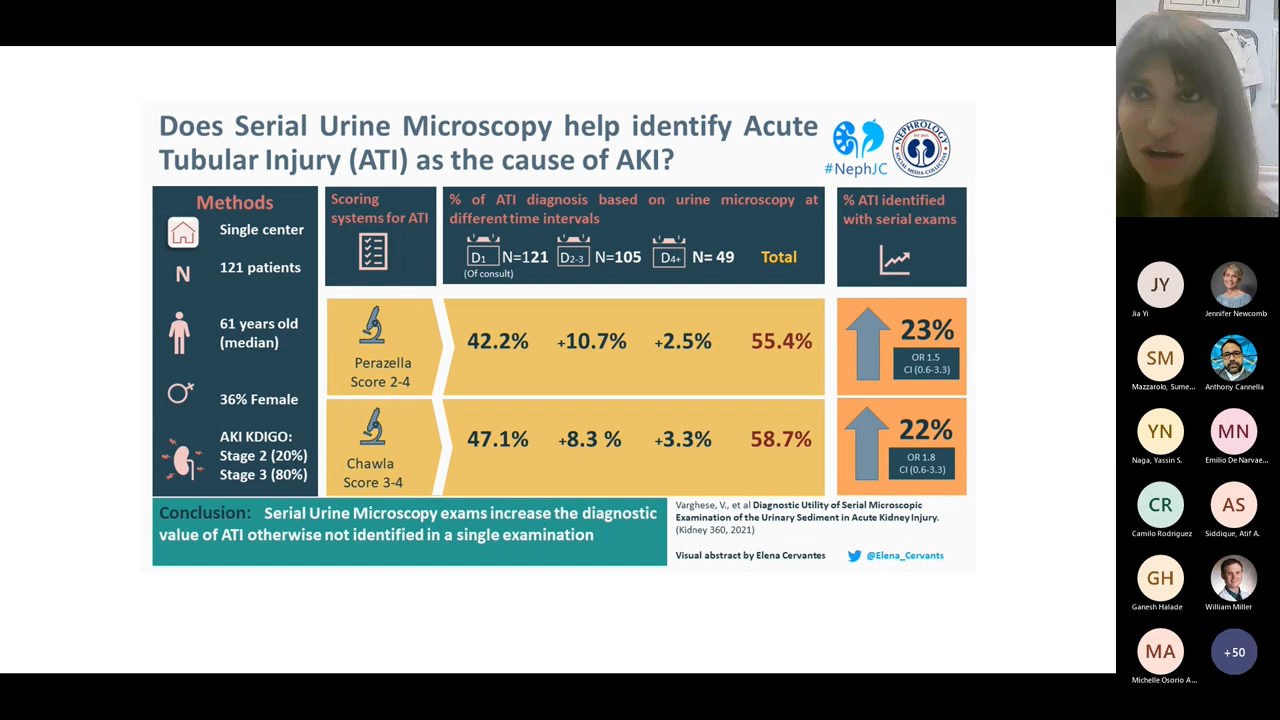 Does Serial Urine Microscopy help identify Acute
Tubular Injury (ATI) as the cause of AKI?
#NephJC
NEPHROLOGY
SOCIAL MEDIA COLLECTIVE
Methods
Single center
N
121 patients
61 years old
(median)
36% Female
AKI KDIGO:
Stage 2 (20%)
Stage 3 (80%)
Scoring
systems for ATI
% of ATI diagnosis based on urine microscopy at
different time intervals
D1 N=121 D2-3 N=105 D4+ N= 49 Total
(Of consult)
% ATI identified
with serial exams
Perazella
Score 2-4
42.2% +10.7% +2.5% 55.4%
23%
OR 1.5
CI (0.6-3.3)
Chawla
Score 3-4
47.1% +8.3 % +3.3% 58.7%
22%
OR 1.8
CI (0.6-3.3)
Conclusion: Serial Urine Microscopy exams increase the diagnostic
value of ATI otherwise not identified in a single examination
Varghese, V., et al Diagnostic Utility of Serial Microscopic
Examination of the Urinary Sediment in Acute Kidney Injury.
(Kidney 360, 2021)
Visual abstract by Elena Cervantes
@Elena_Cervants
JY
Jia Yi
Jennifer Newcomb
SM
Mazzarolo, Sume...
Anthony Cannella
YN
Naga, Yassin S.
MN
Emilio De Narvae...
CR
Camilo Rodriguez
AS
Siddique, Atif A.
GH
Ganesh Halade
William Miller
MA
Michelle Osorio A...
+50